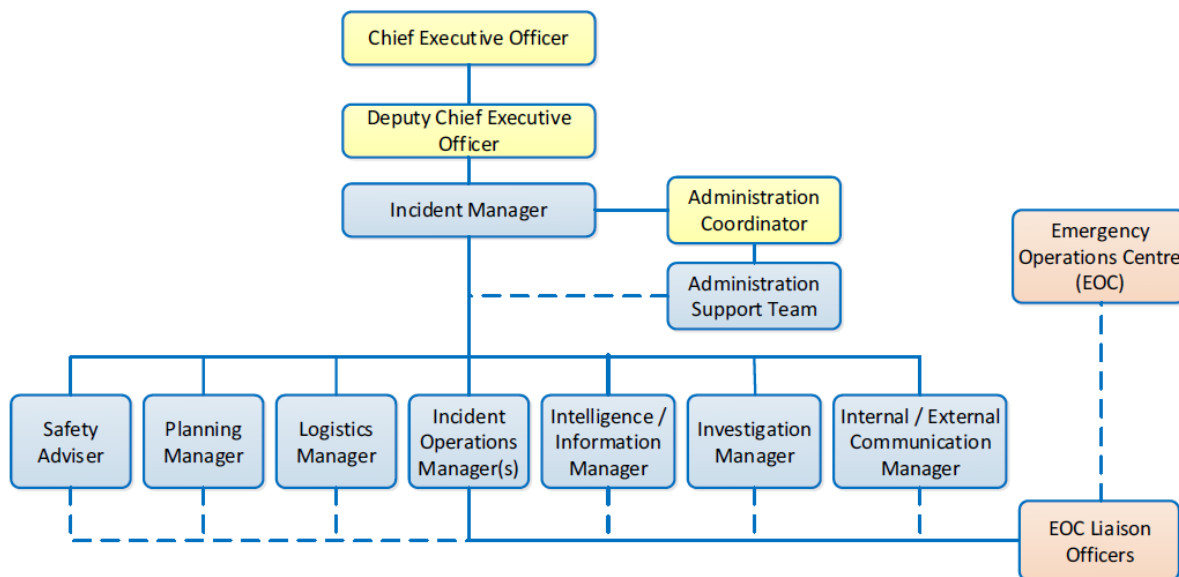 Chief Executive Officer
Deputy Chief Executive
Officer
Incident Manager
Administration
Coordinator
Administration
Support Team
Emergency
Operations Centre
(EOC)
Safety
Adviser
Planning
Manager
Logistics
Manager
Incident
Operations
Manager(s)
Intelligence /
Information
Manager
Investigation
Manager
Internal / External
Communication
Manager
EOC Liaison
Officers